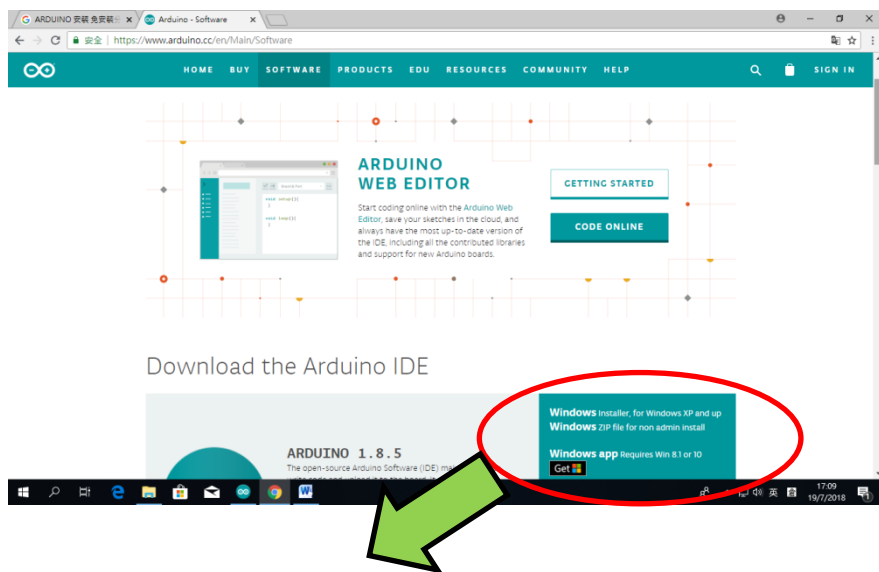 ARDUINO 安裝 免安裝
Arduino - Software
安全 | https://www.arduino.cc/en/Main/Software
HOME BUY SOFTWARE PRODUCTS EDU RESOURCES COMMUNITY HELP SIGN IN
ARDUINO
WEB EDITOR
Start coding online with the Arduino Web
Editor, save your sketches in the cloud, and
always have the most up-to-date version of
the IDE, including all the contributed libraries
and support for new Arduino boards.
void setup(){
}
void loop(){
}
GETTING STARTED
CODE ONLINE
Download the Arduino IDE
ARDUINO 1.8.5
The open-source Arduino Software (IDE)
Windows Installer, for Windows XP and up
Windows ZIP file for non admin install
Windows app Requires Win 8.1 or 10
Get
英
17:09
19/7/2018